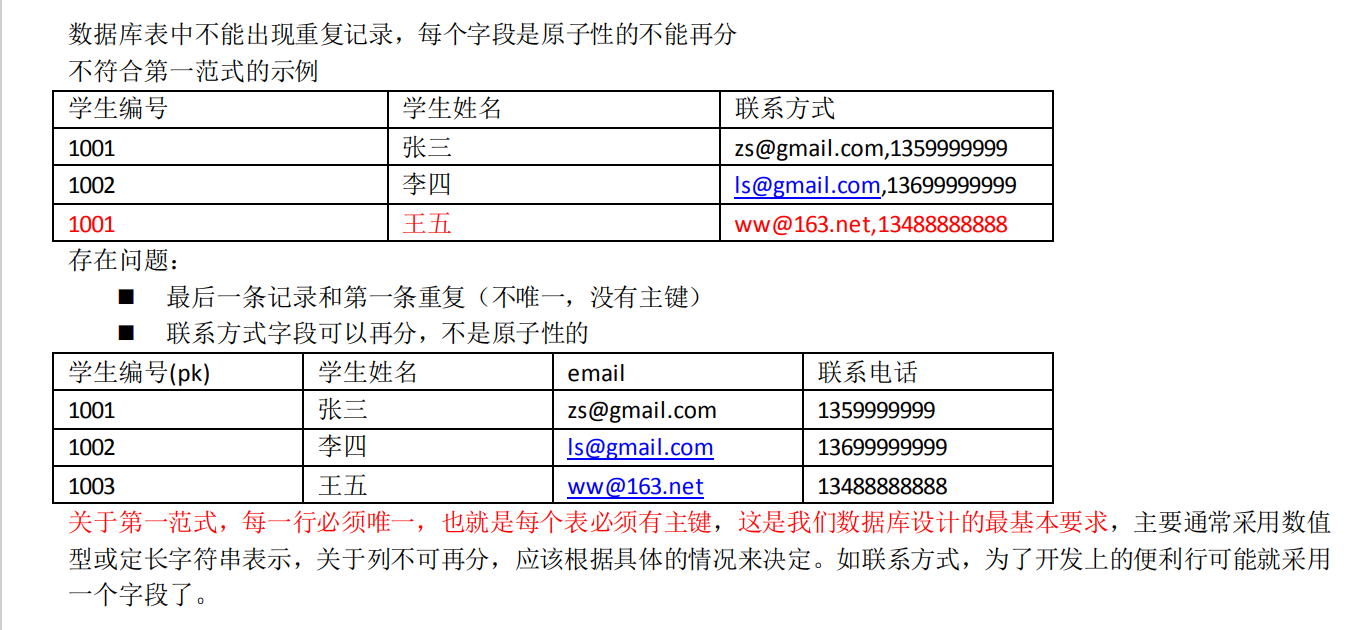 数据库表中不能出现重复记录，每个字段是原子性的不能再分
不符合第一范式的示例
学生编号 学生姓名 联系方式
1001 张三 zs@gmail.com,1359999999
1002 李四 ls@gmail.com,13699999999
1001 王五 ww@163.net,13488888888
存在问题：
■ 最后一条记录和第一条重复（不唯一，没有主键）
■ 联系方式字段可以再分，不是原子性的
学生编号(pk) 学生姓名 email 联系电话
1001 张三 zs@gmail.com 1359999999
1002 李四 ls@gmail.com 13699999999
1003 王五 ww@163.net 13488888888
关于第一范式，每一行必须唯一，也就是每个表必须有主键，这是我们数据库设计的最基本要求，主要通常采用数值
型或定长字符串表示，关于列不可再分，应该根据具体的情况来决定。如联系方式，为了开发上的便利行可能就采用
一个字段了。